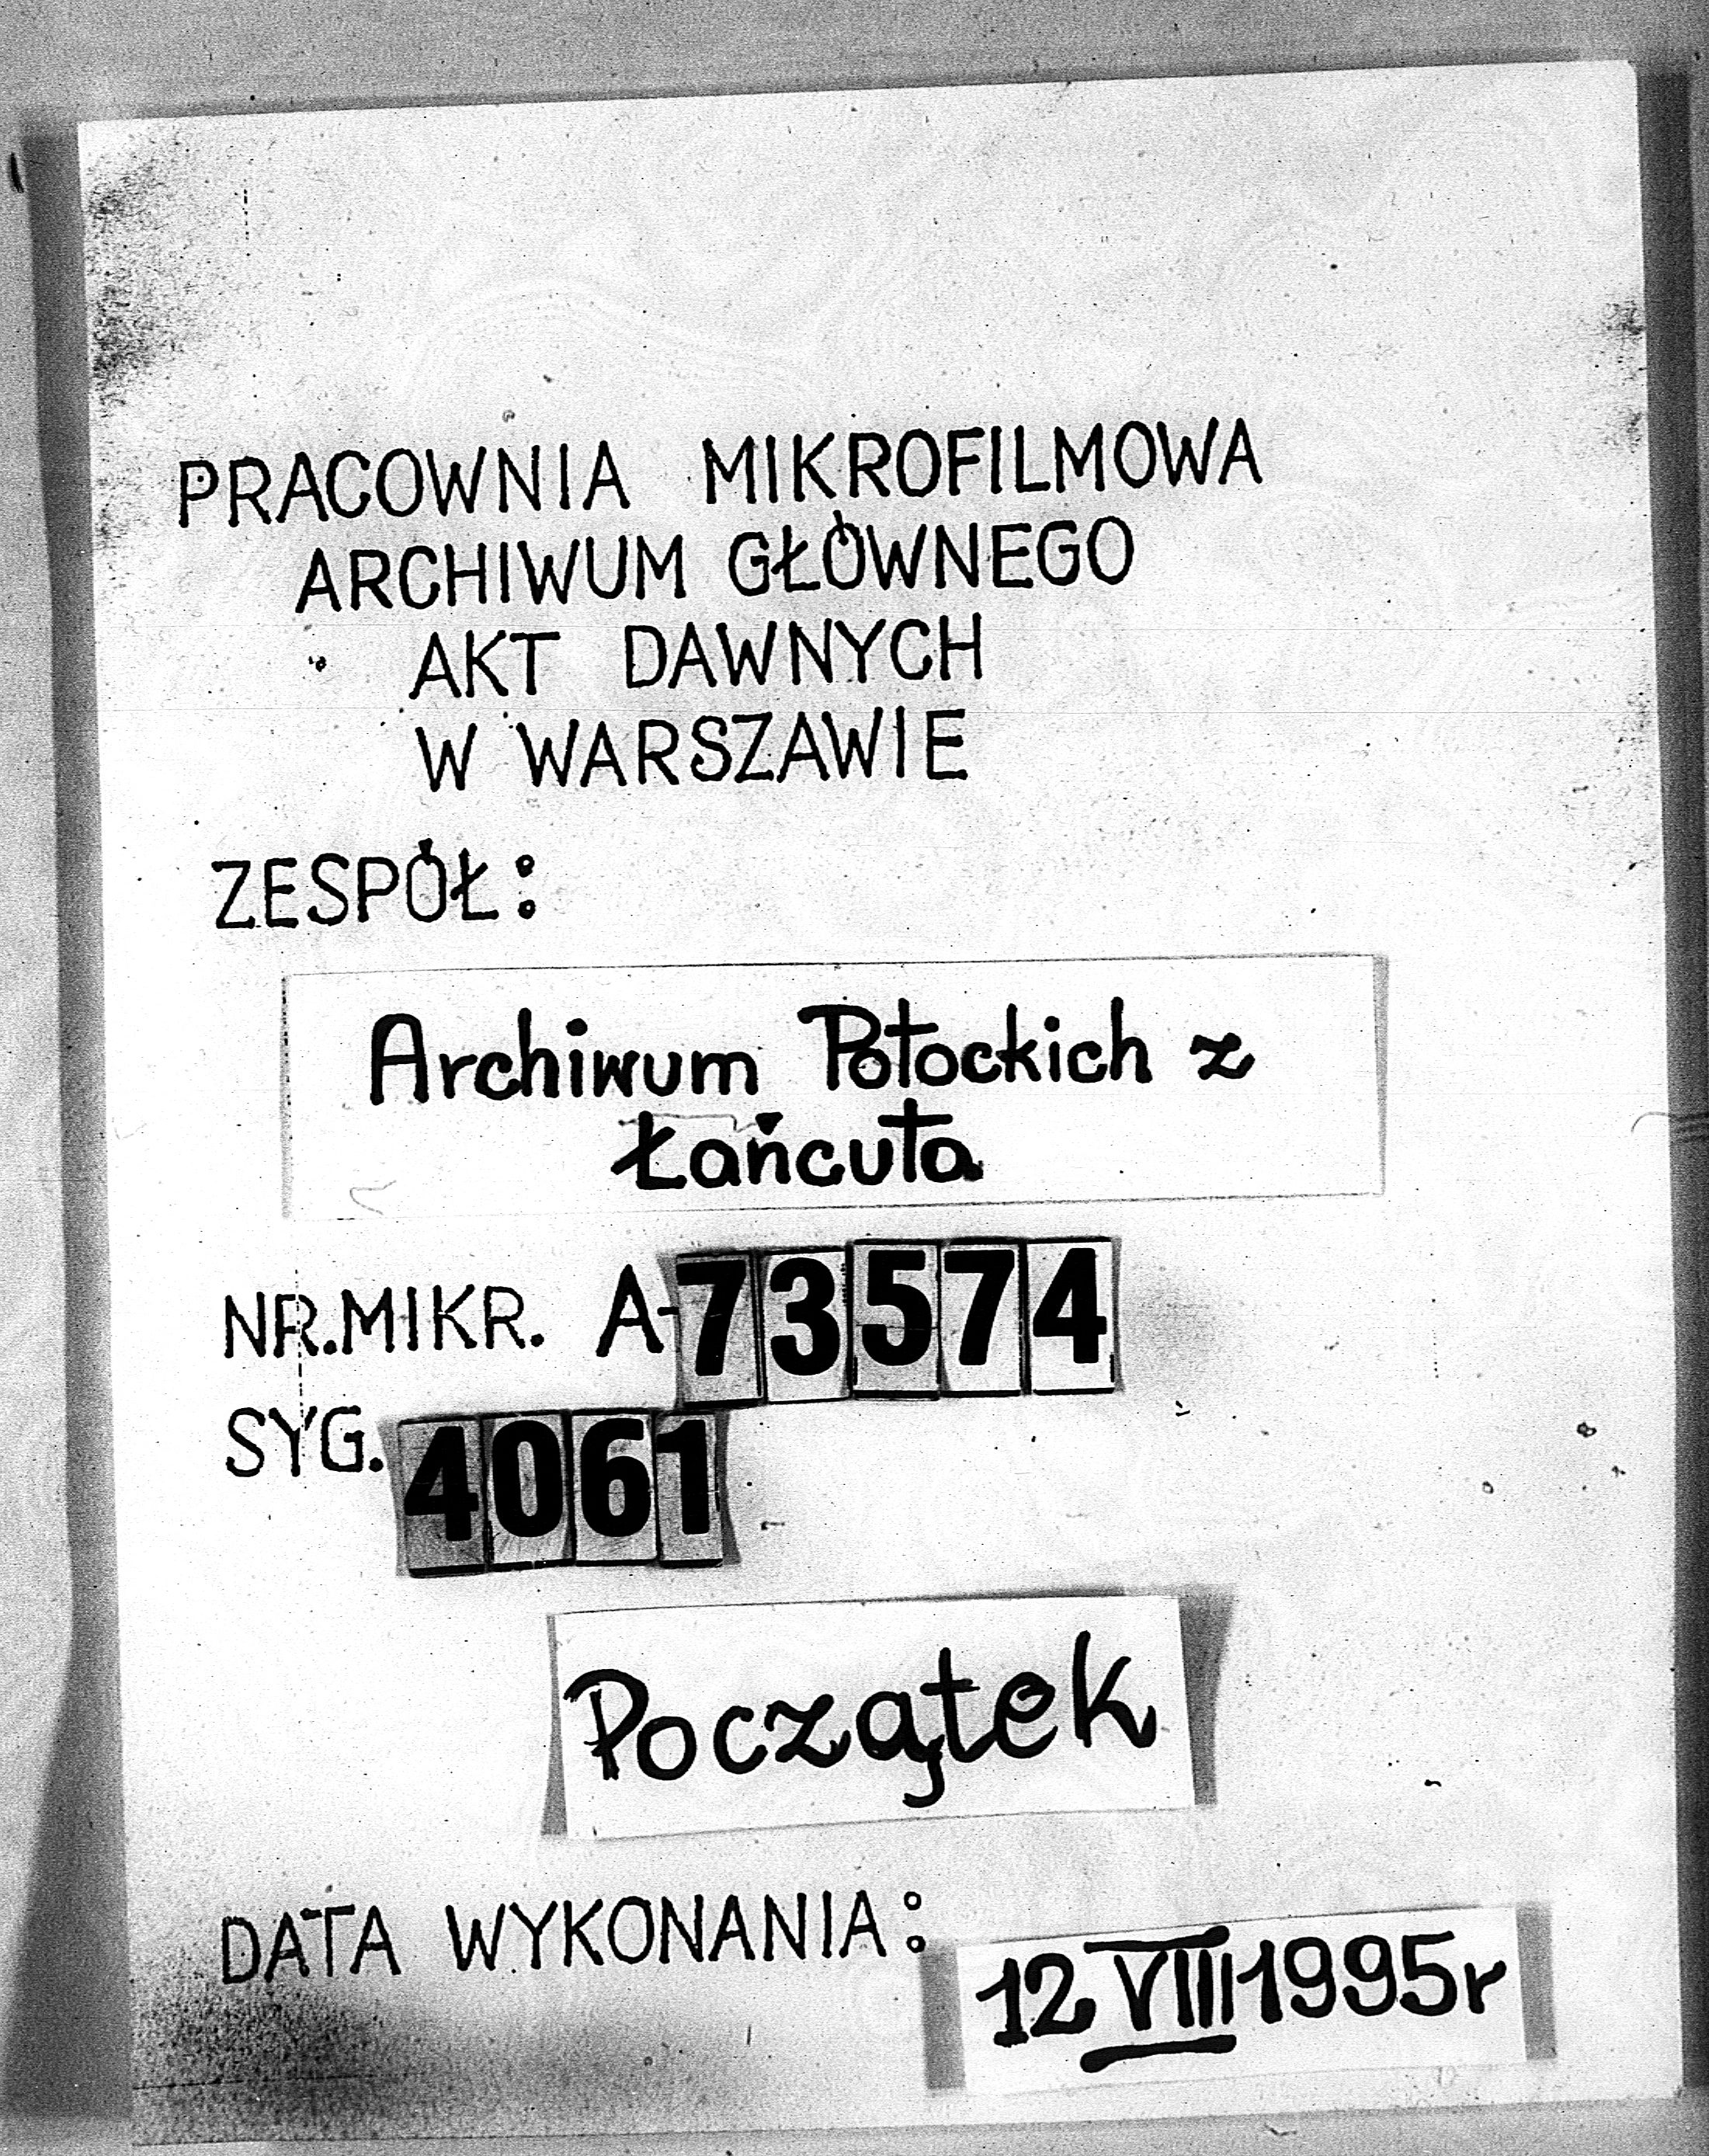 PRACOWNIA MIKROFILMOWA
ARCHIWUM GŁÓWNEGO
AKT DAWNYCH
W WARSZAWIE
ZESPÓŁ:
Archiwum Potockich z
Łańcuta
NR.MIKR. A-73574
SYG. 4061
Początek
DATA WYKONANIA: 12 VIII 1995r